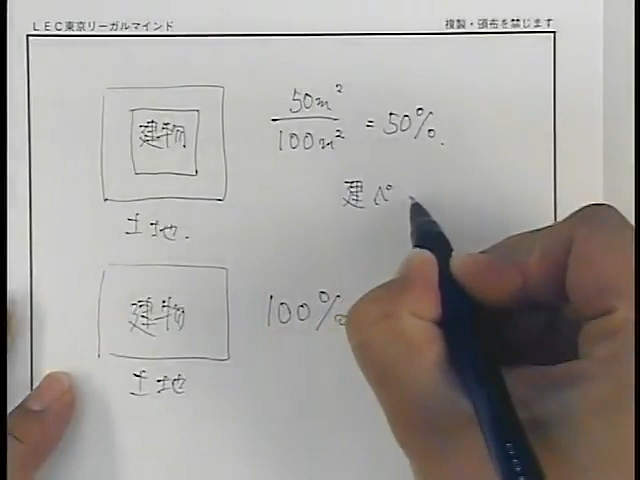 LEC東京リーガルマインド
複製・頒布を禁じます
建物
50m²
100m²
= 50%.
建ぺ
土地.
建物
100%
土地